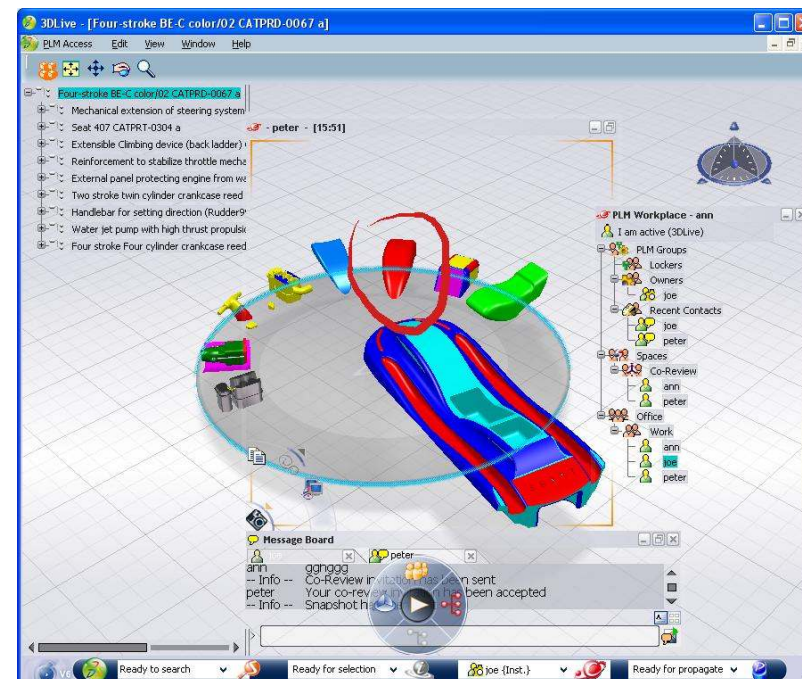 3DLive - [Four-stroke BE-C color/02 CATPRD-0067 a]
PLM Access Edit View Window Help
Four-stroke BE-C color/02 CATPRD-0067 a
Mechanical extension of steering system
Seat 407 CATPRT-0304 a
Extensible Climbing device (back ladder)
Reinforcement to stabilize throttle mecha
External panel protecting engine from wa
Two stroke twin cylinder crankcase reed
Handlebar for setting direction (Rudder9
Water jet pump with high thrust propulsi
Four stroke Four cylinder crankcase reed
- peter - [15:51]
PLM Workplace - ann
I am active (3DLive)
PLM Groups
Lockers
Owners
joe
Recent Contacts
joe
peter
Spaces
Co-Review
ann
peter
Office
Work
ann
joe
peter
Message Board
joe peter
ann gghggg
-- Info -- Co-Review invitation has been sent
peter Your co-review invitation has been accepted
-- Info -- Snapshot
Ready to search Ready for selection joe {Inst.} Ready for propagate